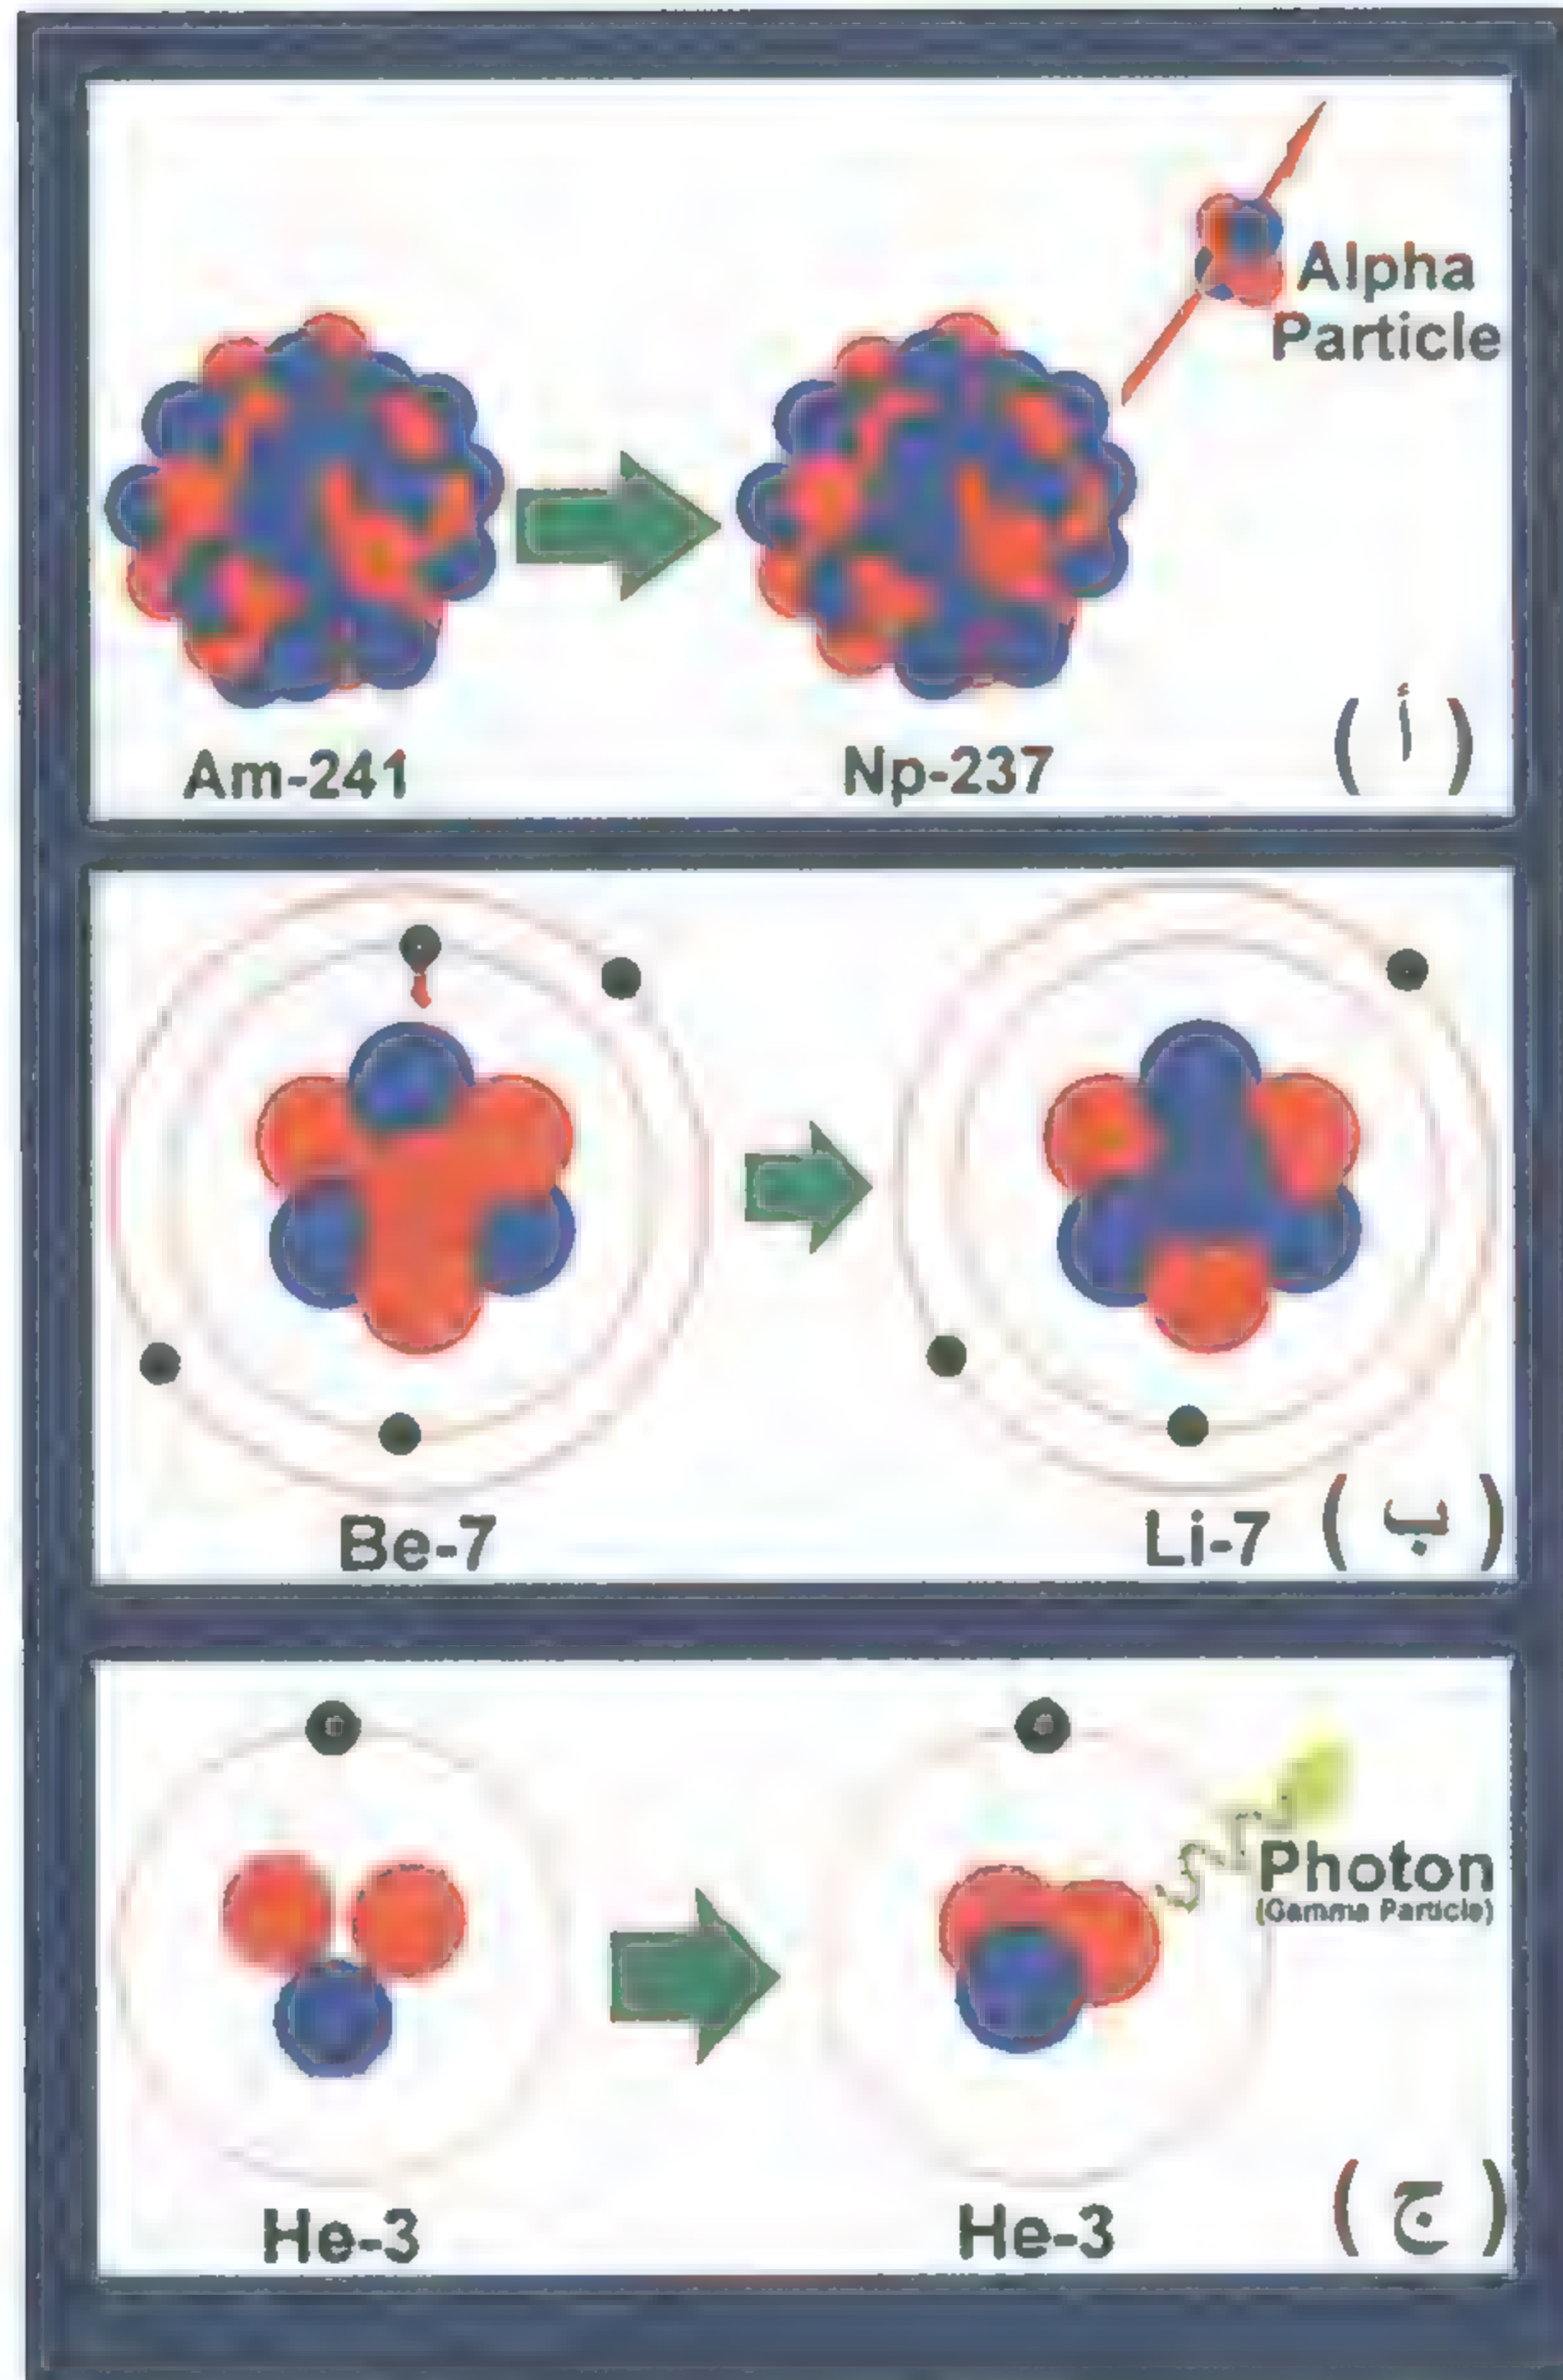 Alpha
Particle
Am-241
Np-237
( أ )
Be-7
Li-7
( ب )
Photon
(Gamma Particle)
He-3
He-3
( ج )